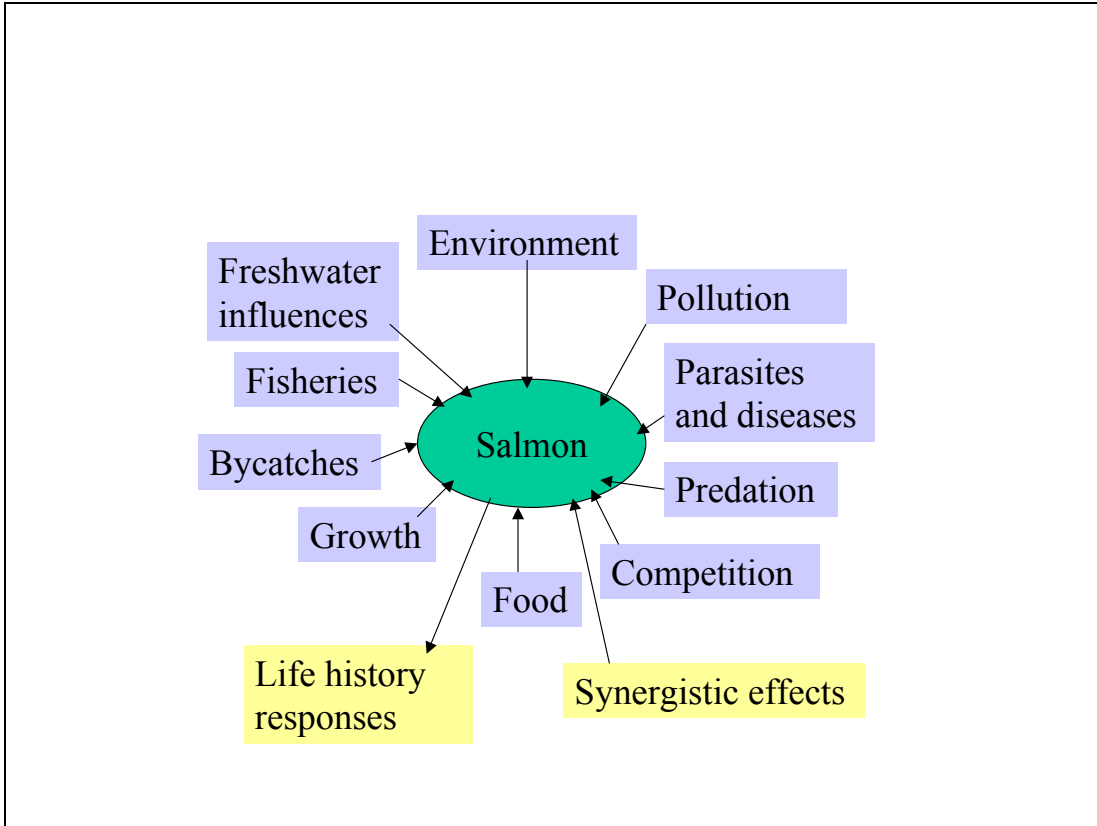 Environment
Freshwater
influences
Pollution
Fisheries
Parasites
and diseases
Salmon
Bycatches
Predation
Growth
Competition
Food
Life history
responses
Synergistic effects